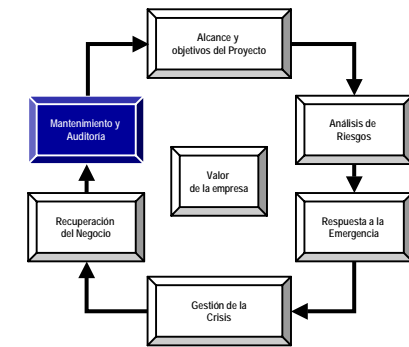 Alcance y
objetivos del Proyecto
Mantenimiento y
Auditoría
Análisis de
Riesgos
Valor
de la empresa
Recuperación
del Negocio
Respuesta a la
Emergencia
Gestión de la
Crisis